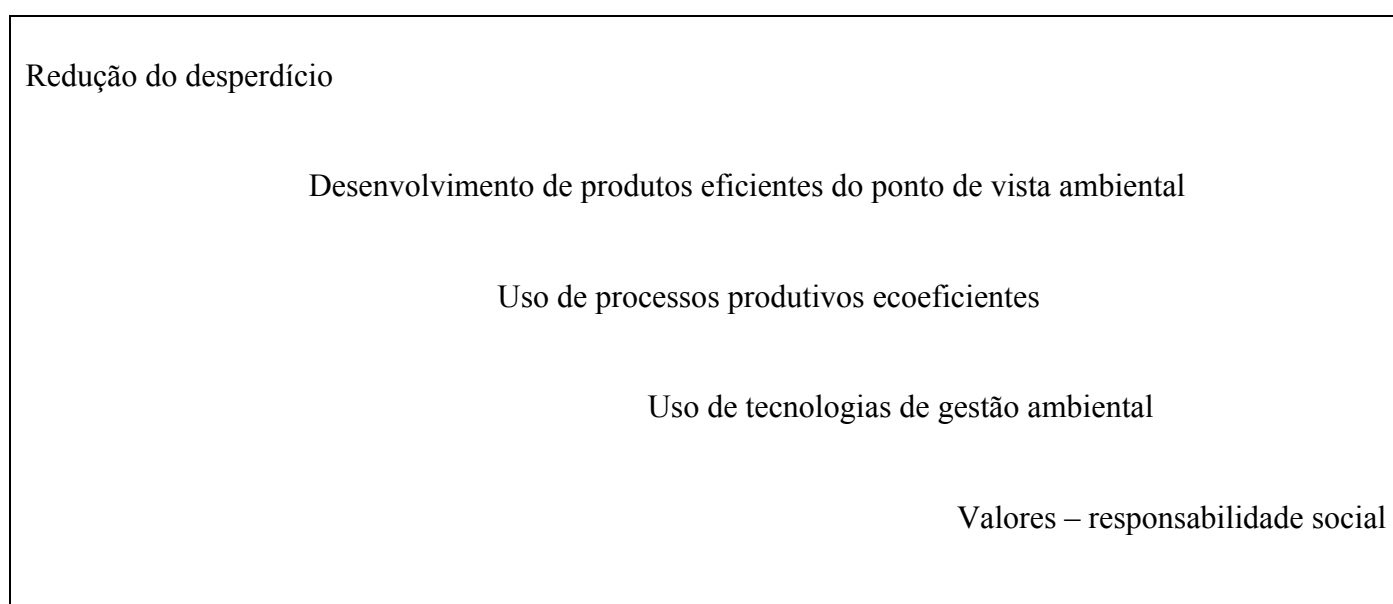 Redução do desperdício
Desenvolvimento de produtos eficientes do ponto de vista ambiental
Uso de processos produtivos ecoeficientes
Uso de tecnologias de gestão ambiental
Valores – responsabilidade social